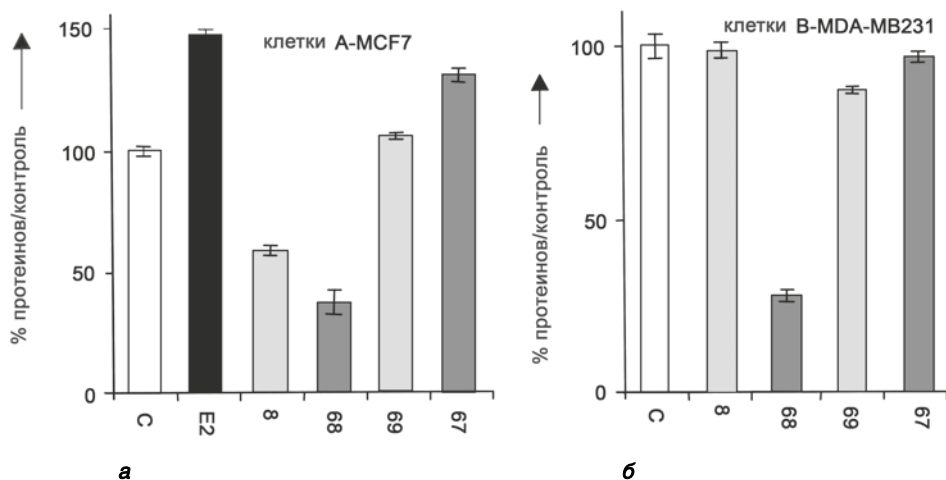 % протеинов/контроль
клетки A-MCF7
150
100
50
0
C
E2
8
68
69
67
а
% протеинов/контроль
клетки B-MDA-MB231
100
50
0
C
8
68
69
67
б